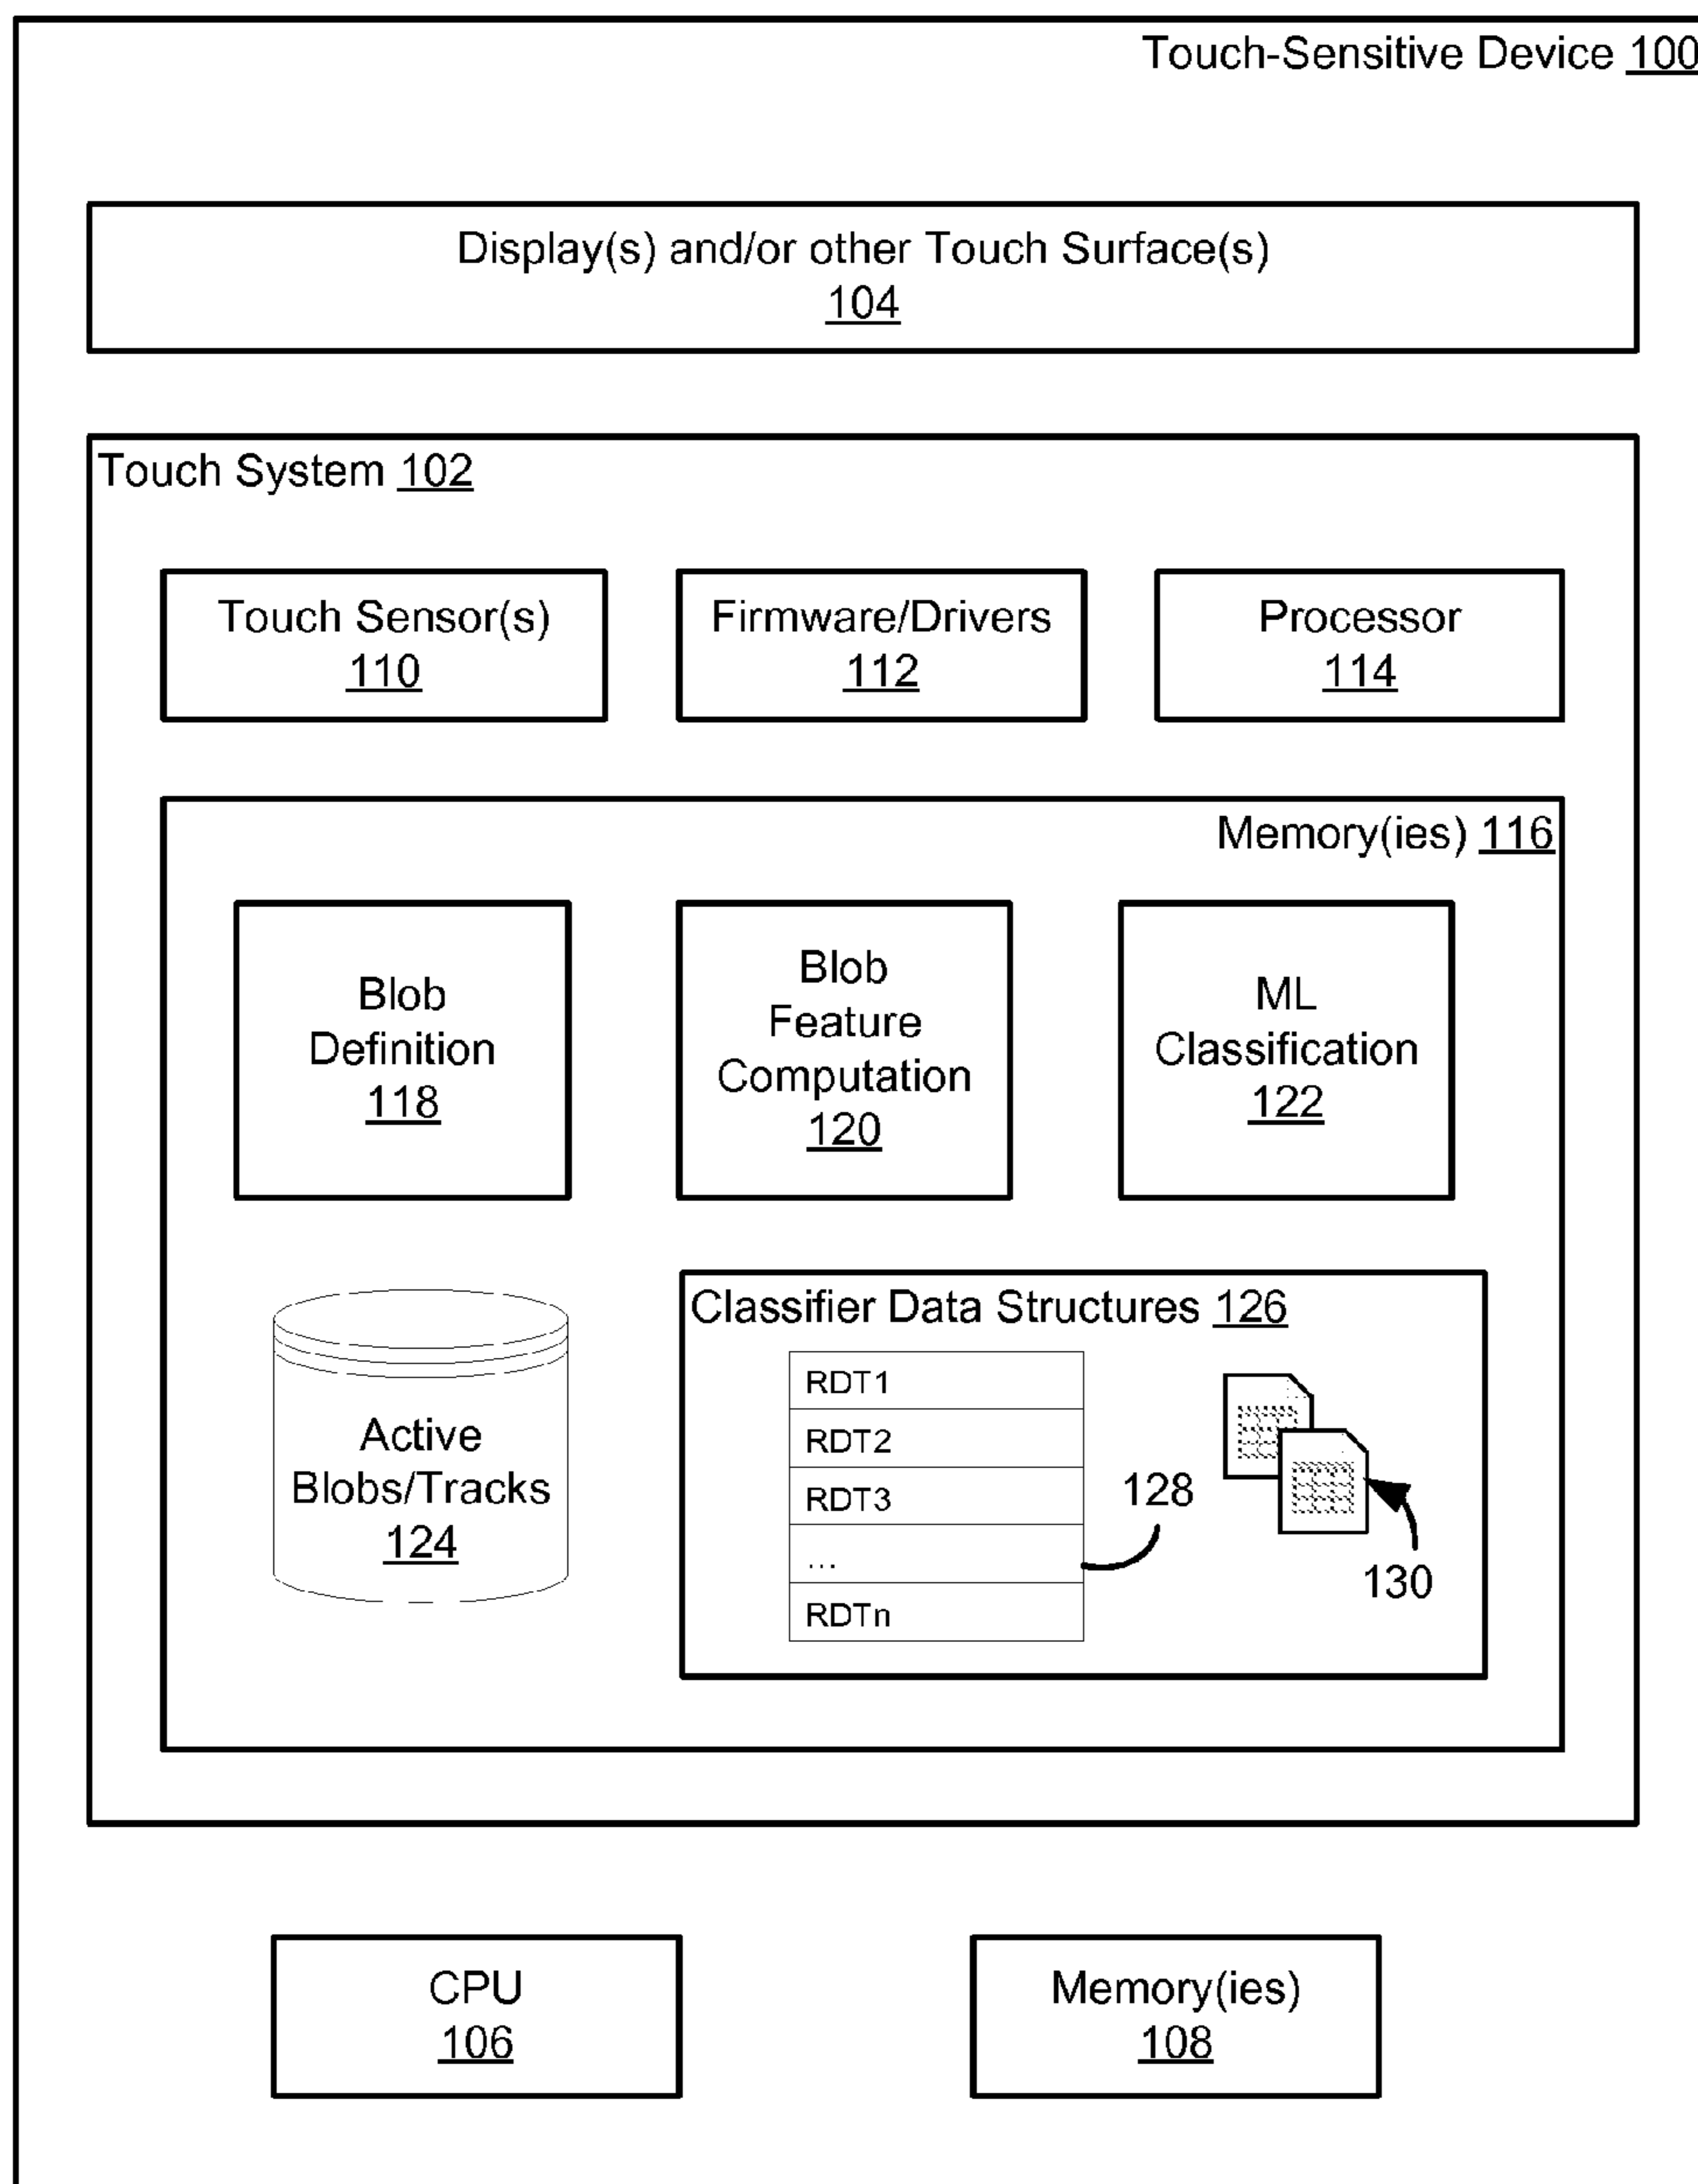 Touch-Sensitive Device 100
Display(s) and/or other Touch Surface(s)
104
Touch System 102
Touch Sensor(s)
110
Firmware/Drivers
112
Processor
114
Memory(ies) 116
Blob
Definition
118
Blob
Feature
Computation
120
ML
Classification
122
Active
Blobs/Tracks
124
Classifier Data Structures 126
RDT1
RDT2
RDT3
...
RDTn
128
130
CPU
106
Memory(ies)
108